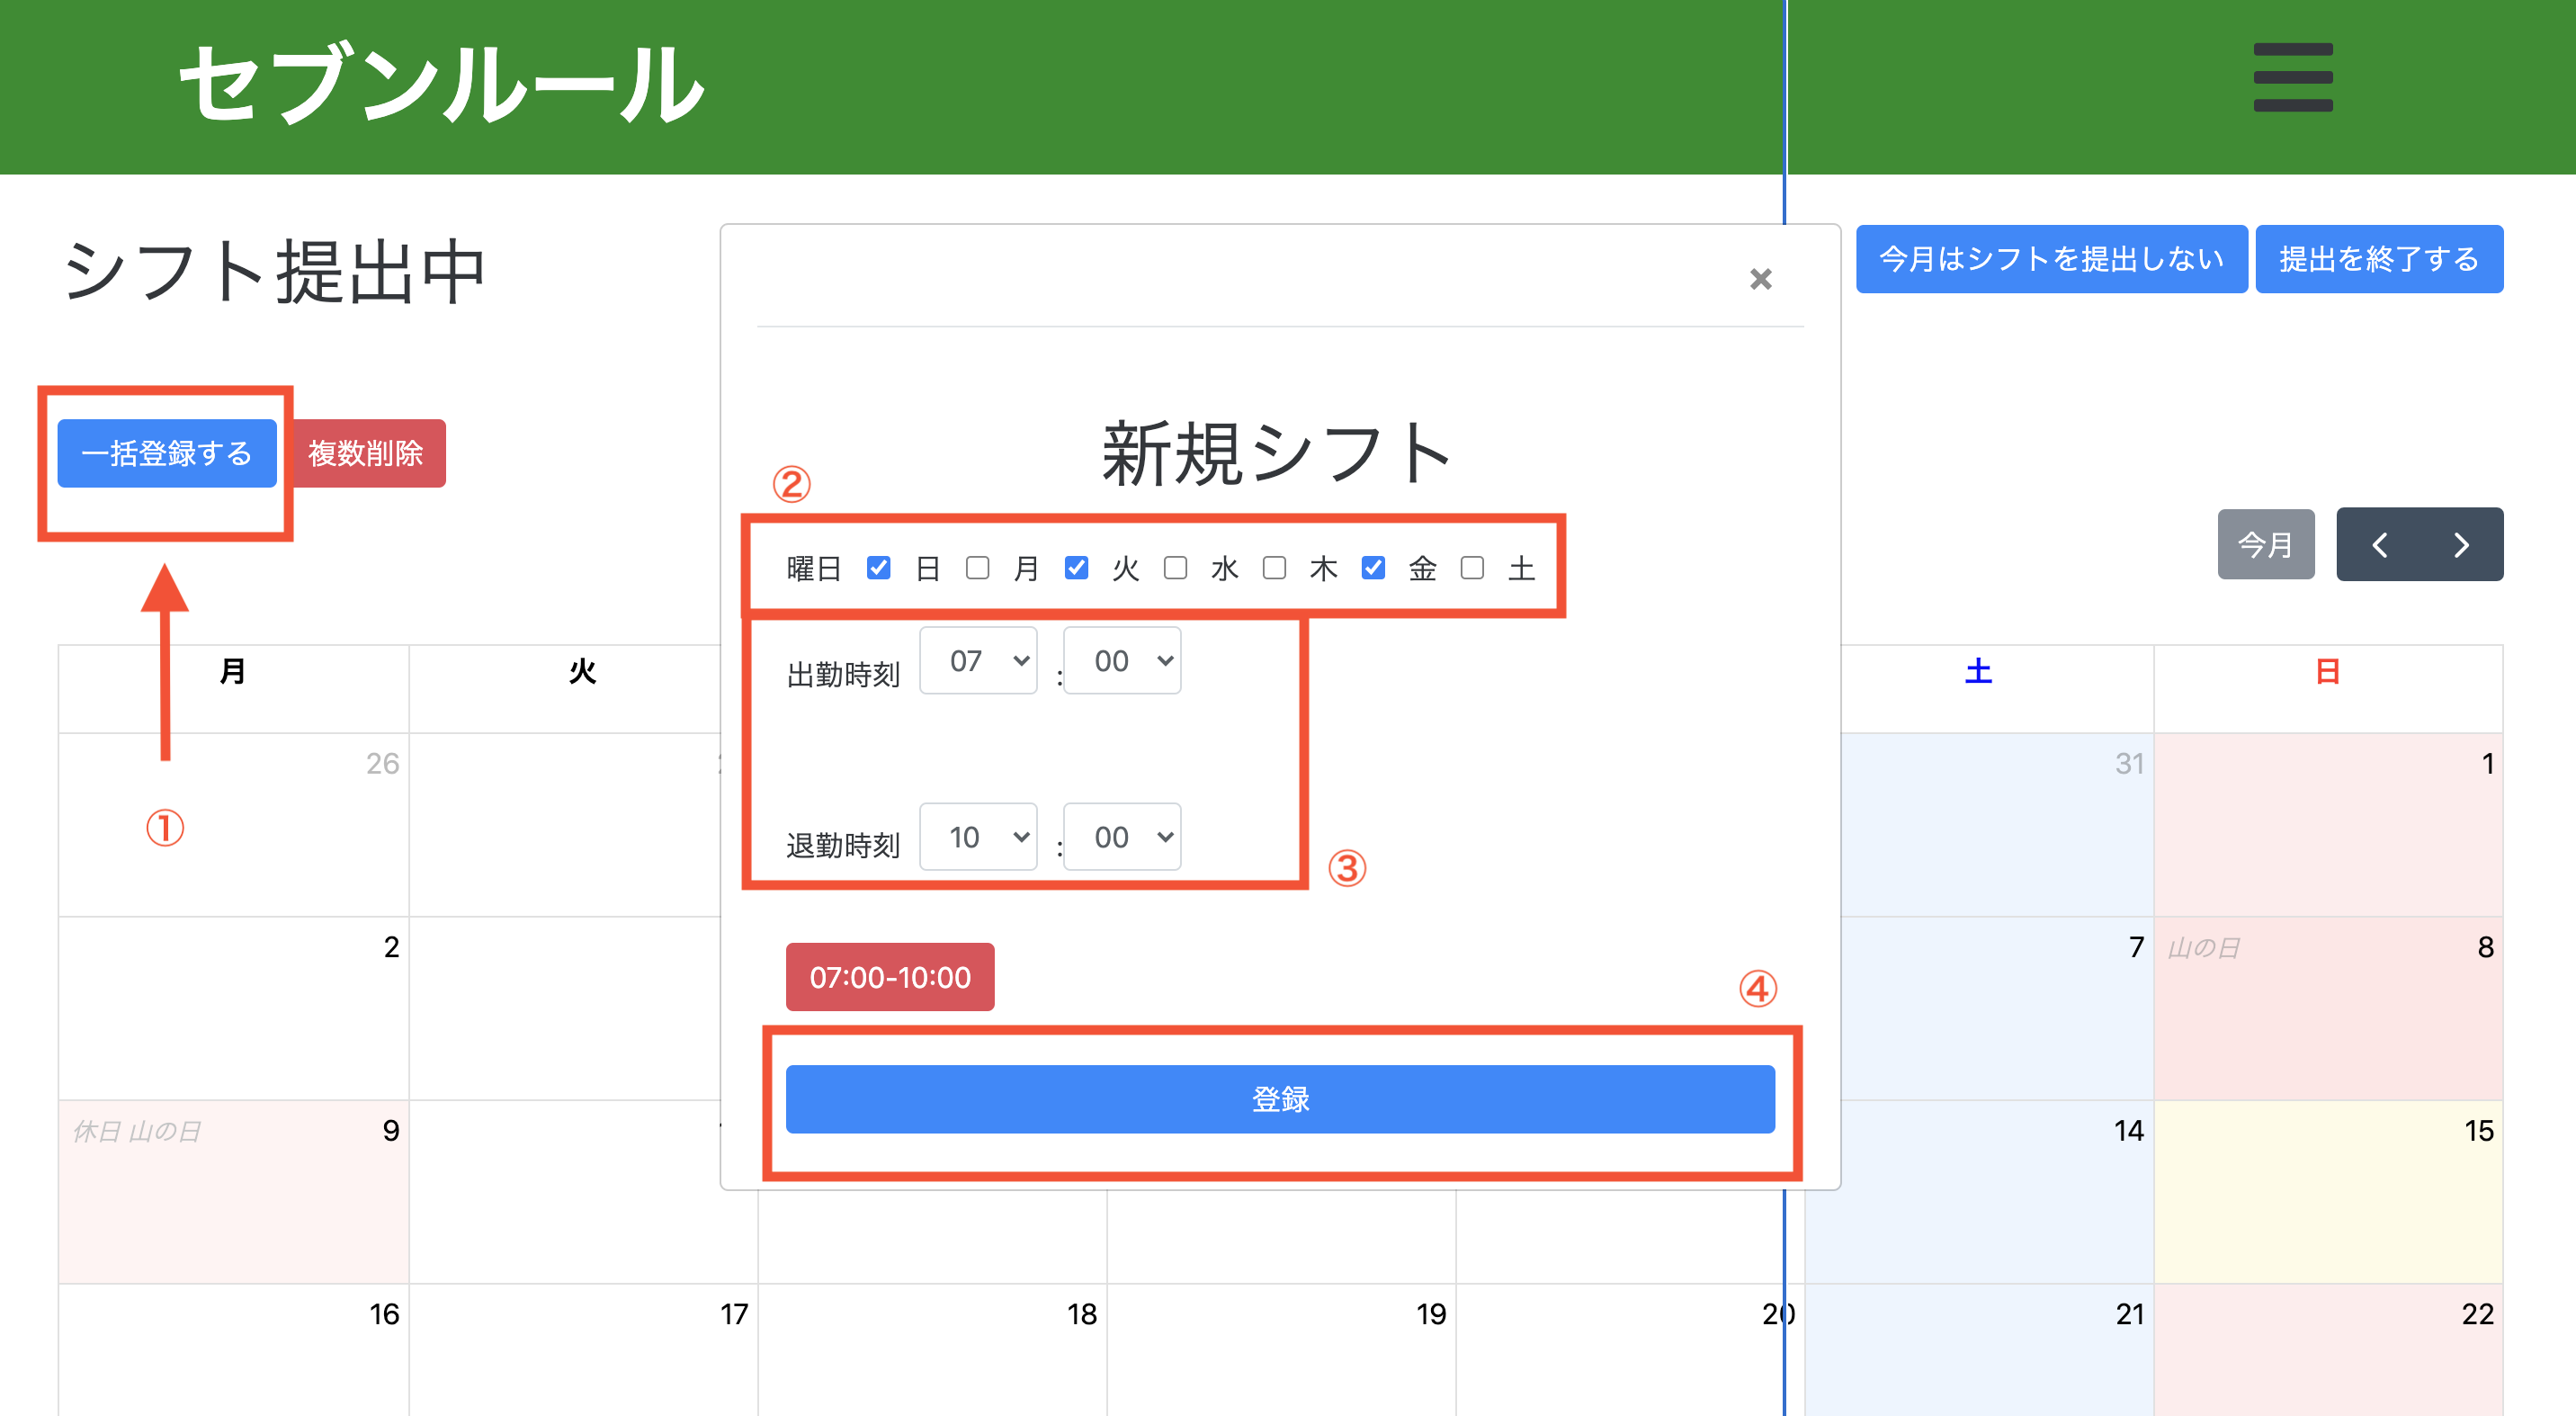 セブンルール
シフト提出中
今月はシフトを提出しない 提出を終了する
①
一括登録する 複数削除
今月
月 火 土 日
26 31 1
2 7 山の日 8
休日 山の日 9 14 15
16 17 18 19 20 21 22
×
新規シフト
②
曜日 日 月 火 水 木 金 土
出勤時刻 07 : 00
退勤時刻 10 : 00
③
07:00-10:00
④
登録